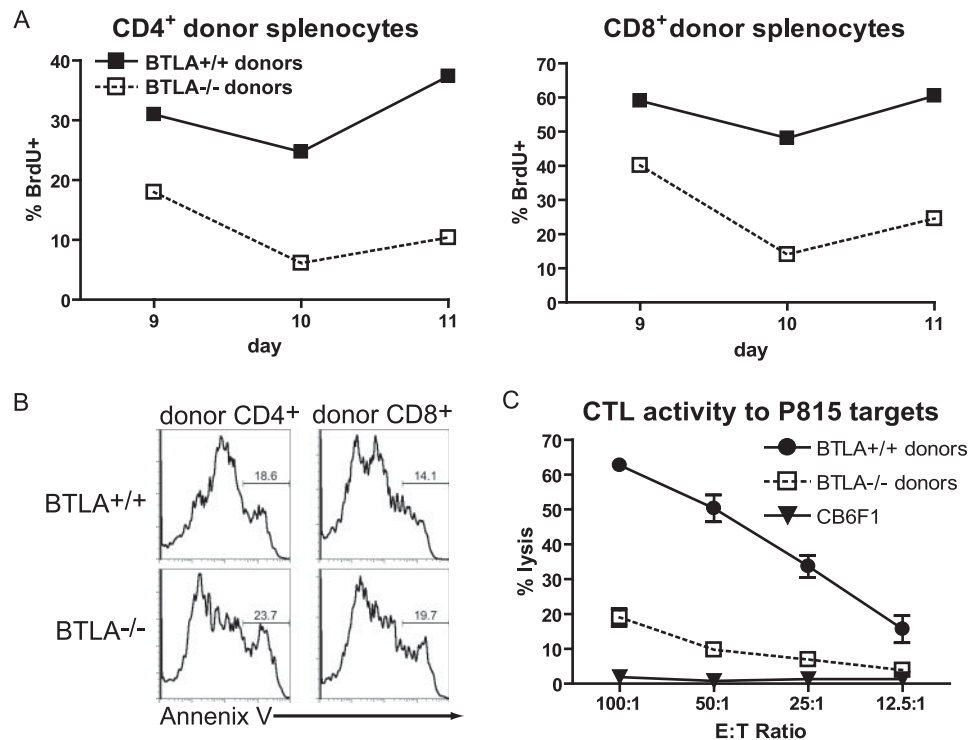 A
CD4+ donor splenocytes
BTLA+/+ donors
BTLA-/- donors
40
30
20
10
0
% BrdU+
9
10
11
day
CD8+ donor splenocytes
70
60
50
40
30
20
10
0
% BrdU+
9
10
11
day
B
donor CD4+
donor CD8+
BTLA+/+
18.6
14.1
BTLA-/-
23.7
19.7
Annenix V
C
CTL activity to P815 targets
BTLA+/+ donors
BTLA-/- donors
CB6F1
70
60
50
40
30
20
10
0
% lysis
100:1
50:1
25:1
12.5:1
E:T Ratio